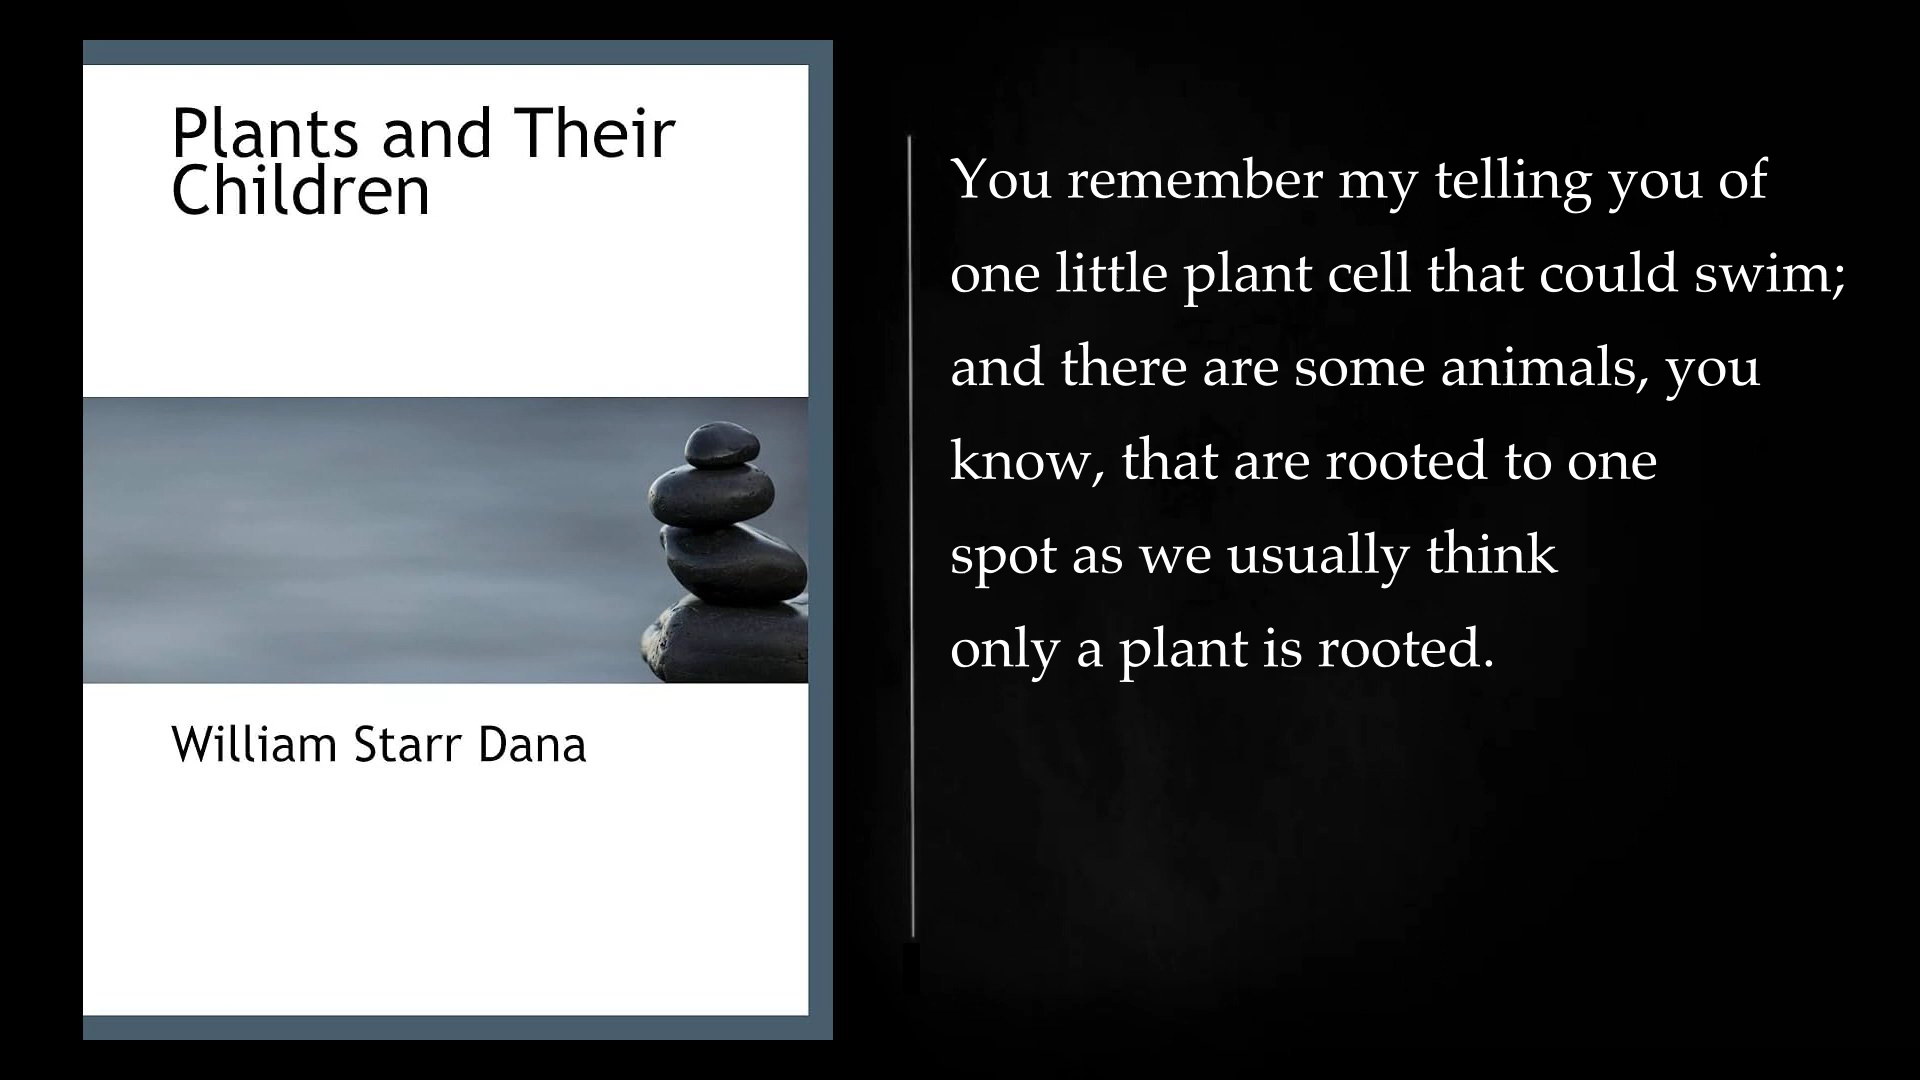 Plants and Their
Children
William Starr Dana
You remember my telling you of
one little plant cell that could swim;
and there are some animals, you
know, that are rooted to one
spot as we usually think
only a plant is rooted.